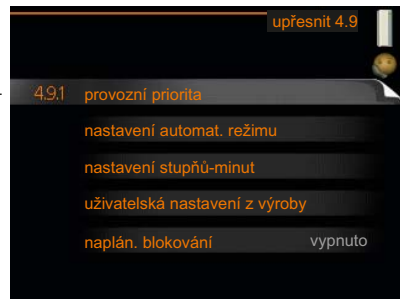 upřesnit 4.9
4.9.1 provozní priorita
nastavení automat. režimu
nastavení stupňů-minut
uživatelská nastavení z výroby
naplán. blokování vypnuto